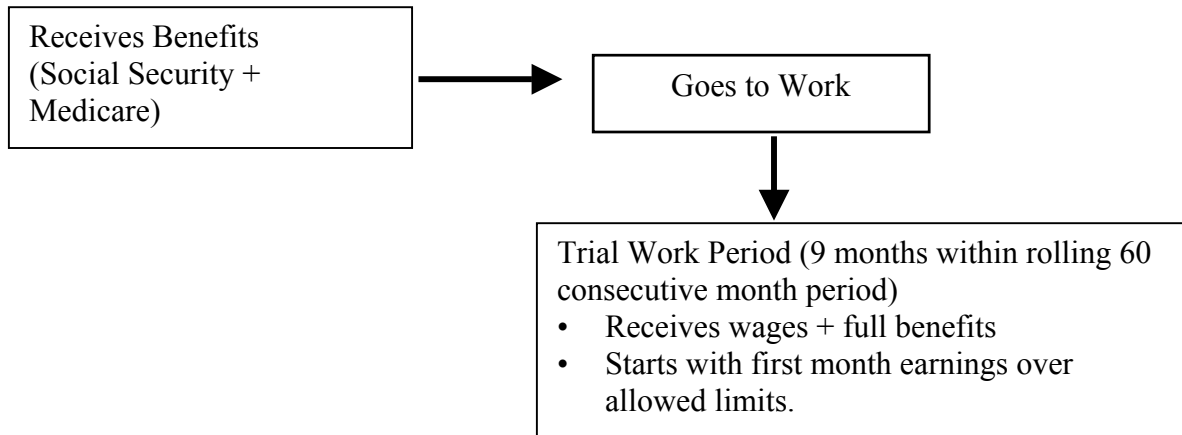 Receives Benefits
(Social Security +
Medicare)
Goes to Work
Trial Work Period (9 months within rolling 60
consecutive month period)
• Receives wages + full benefits
• Starts with first month earnings over
allowed limits.